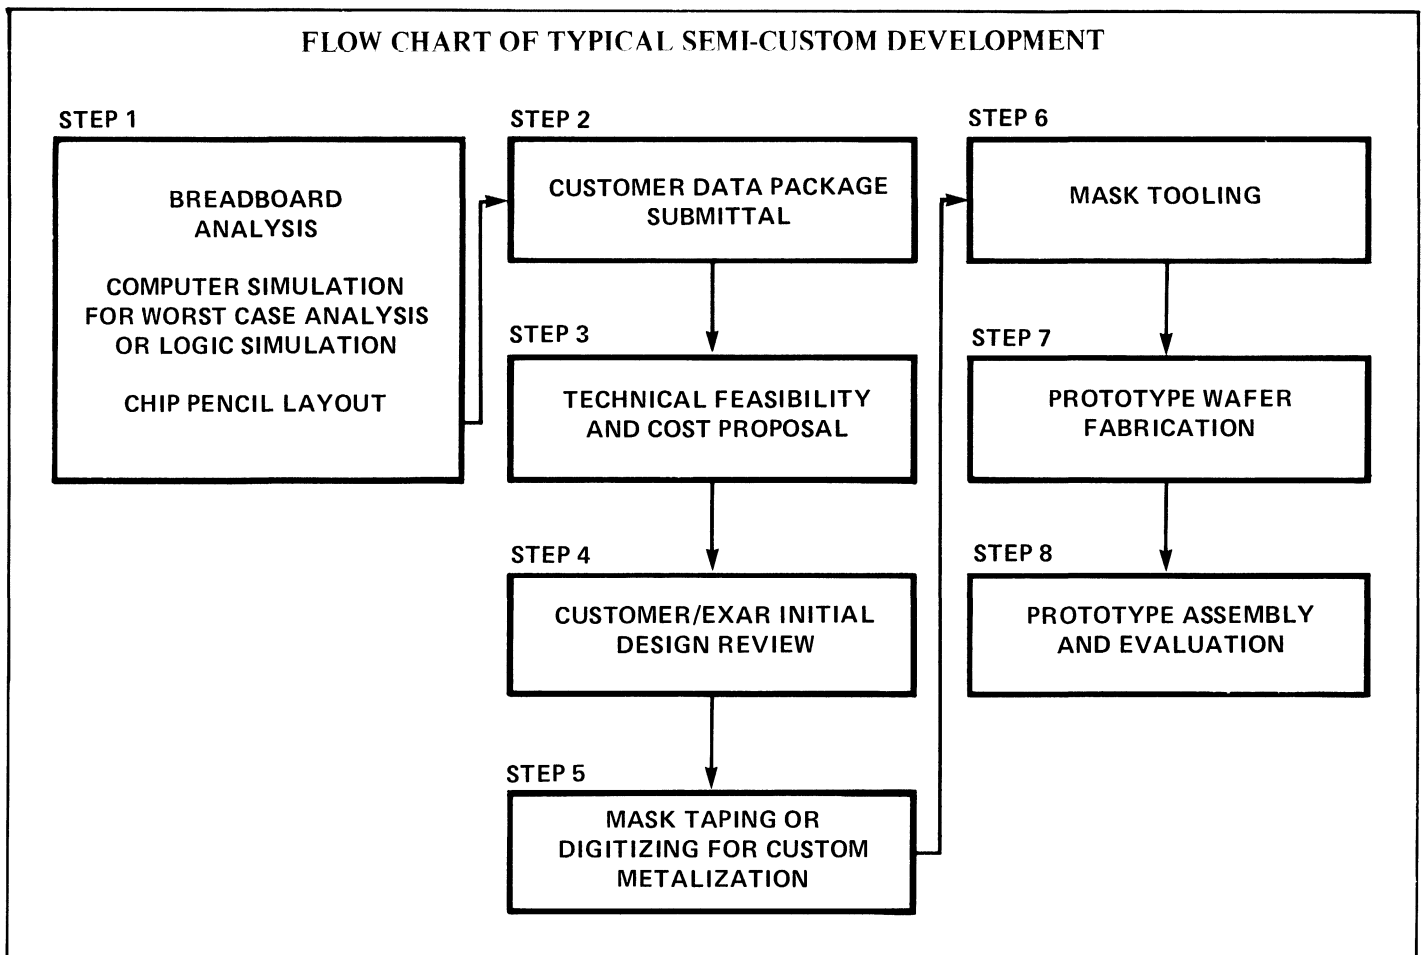 FLOW CHART OF TYPICAL SEMI-CUSTOM DEVELOPMENT
STEP 1
BREADBOARD
ANALYSIS
COMPUTER SIMULATION
FOR WORST CASE ANALYSIS
OR LOGIC SIMULATION
CHIP PENCIL LAYOUT
STEP 2
CUSTOMER DATA PACKAGE
SUBMITTAL
STEP 3
TECHNICAL FEASIBILITY
AND COST PROPOSAL
STEP 4
CUSTOMER/EXAR INITIAL
DESIGN REVIEW
STEP 5
MASK TAPING OR
DIGITIZING FOR CUSTOM
METALIZATION
STEP 6
MASK TOOLING
STEP 7
PROTOTYPE WAFER
FABRICATION
STEP 8
PROTOTYPE ASSEMBLY
AND EVALUATION